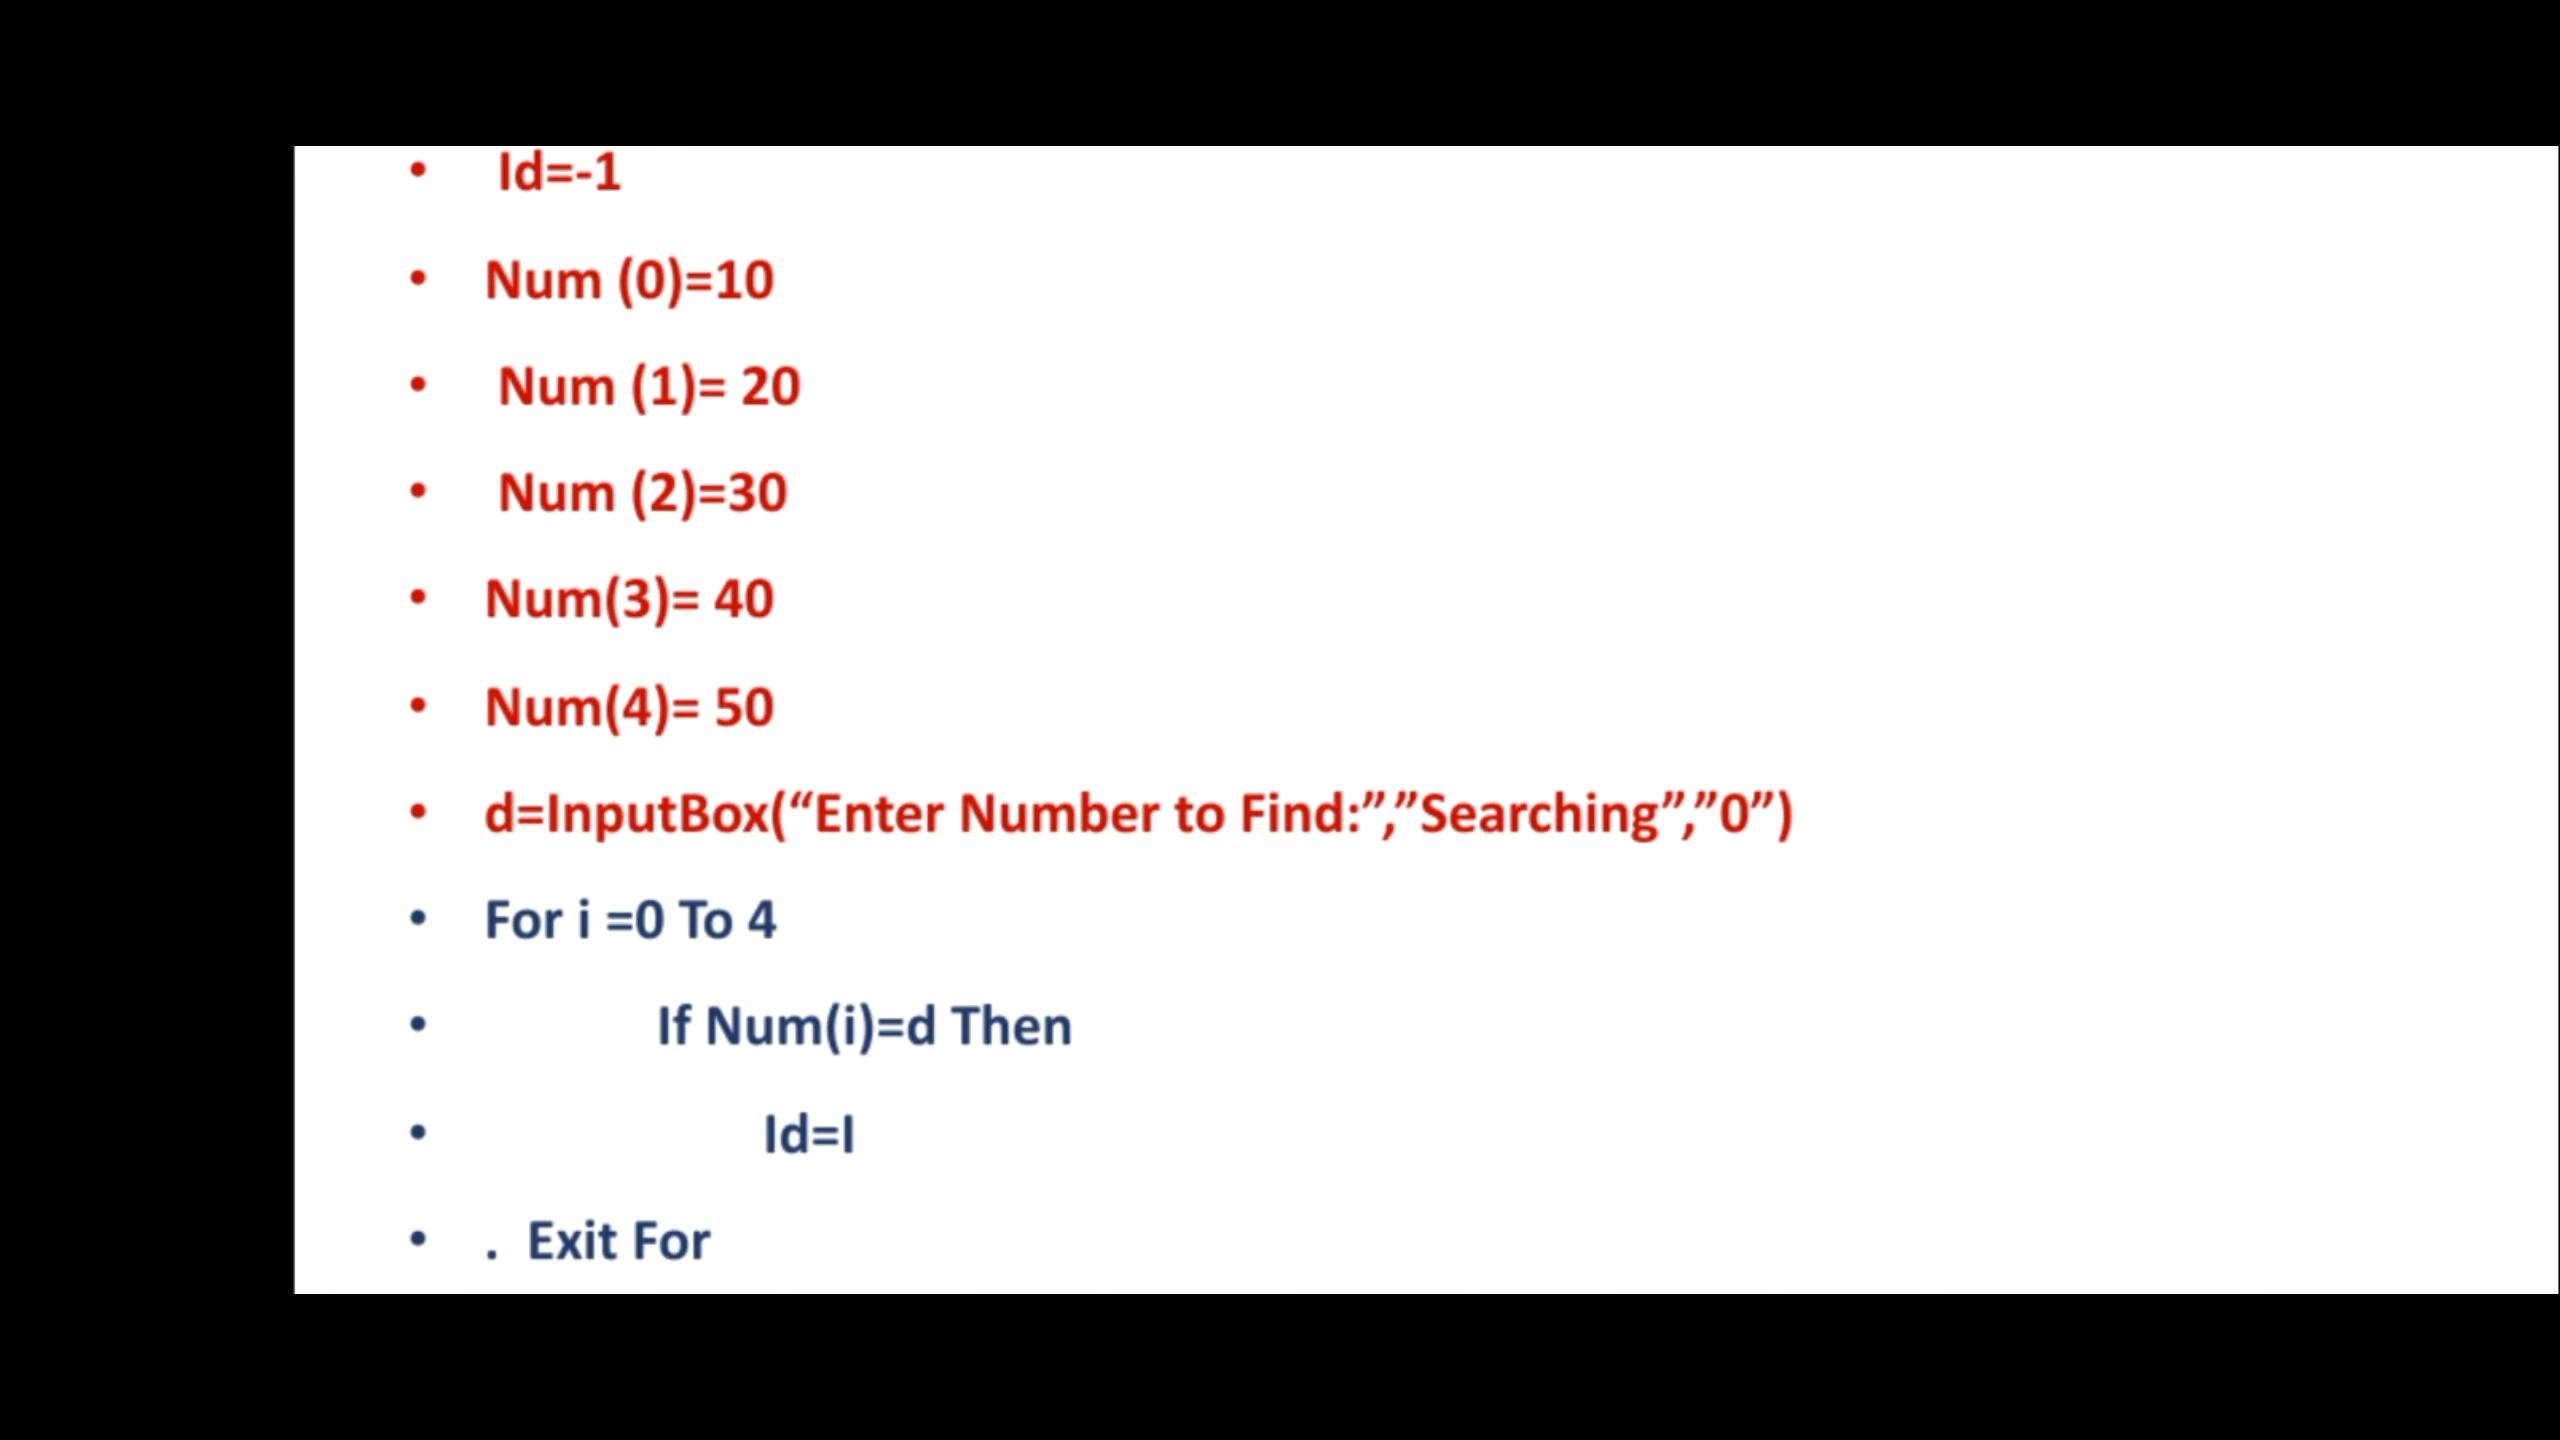 • Id=-1
• Num (0)=10
• Num (1)= 20
• Num (2)=30
• Num(3)= 40
• Num(4)= 50
• d=InputBox(“Enter Number to Find:”,”Searching”,”0”)
• For i =0 To 4
• If Num(i)=d Then
• Id=I
• . Exit For